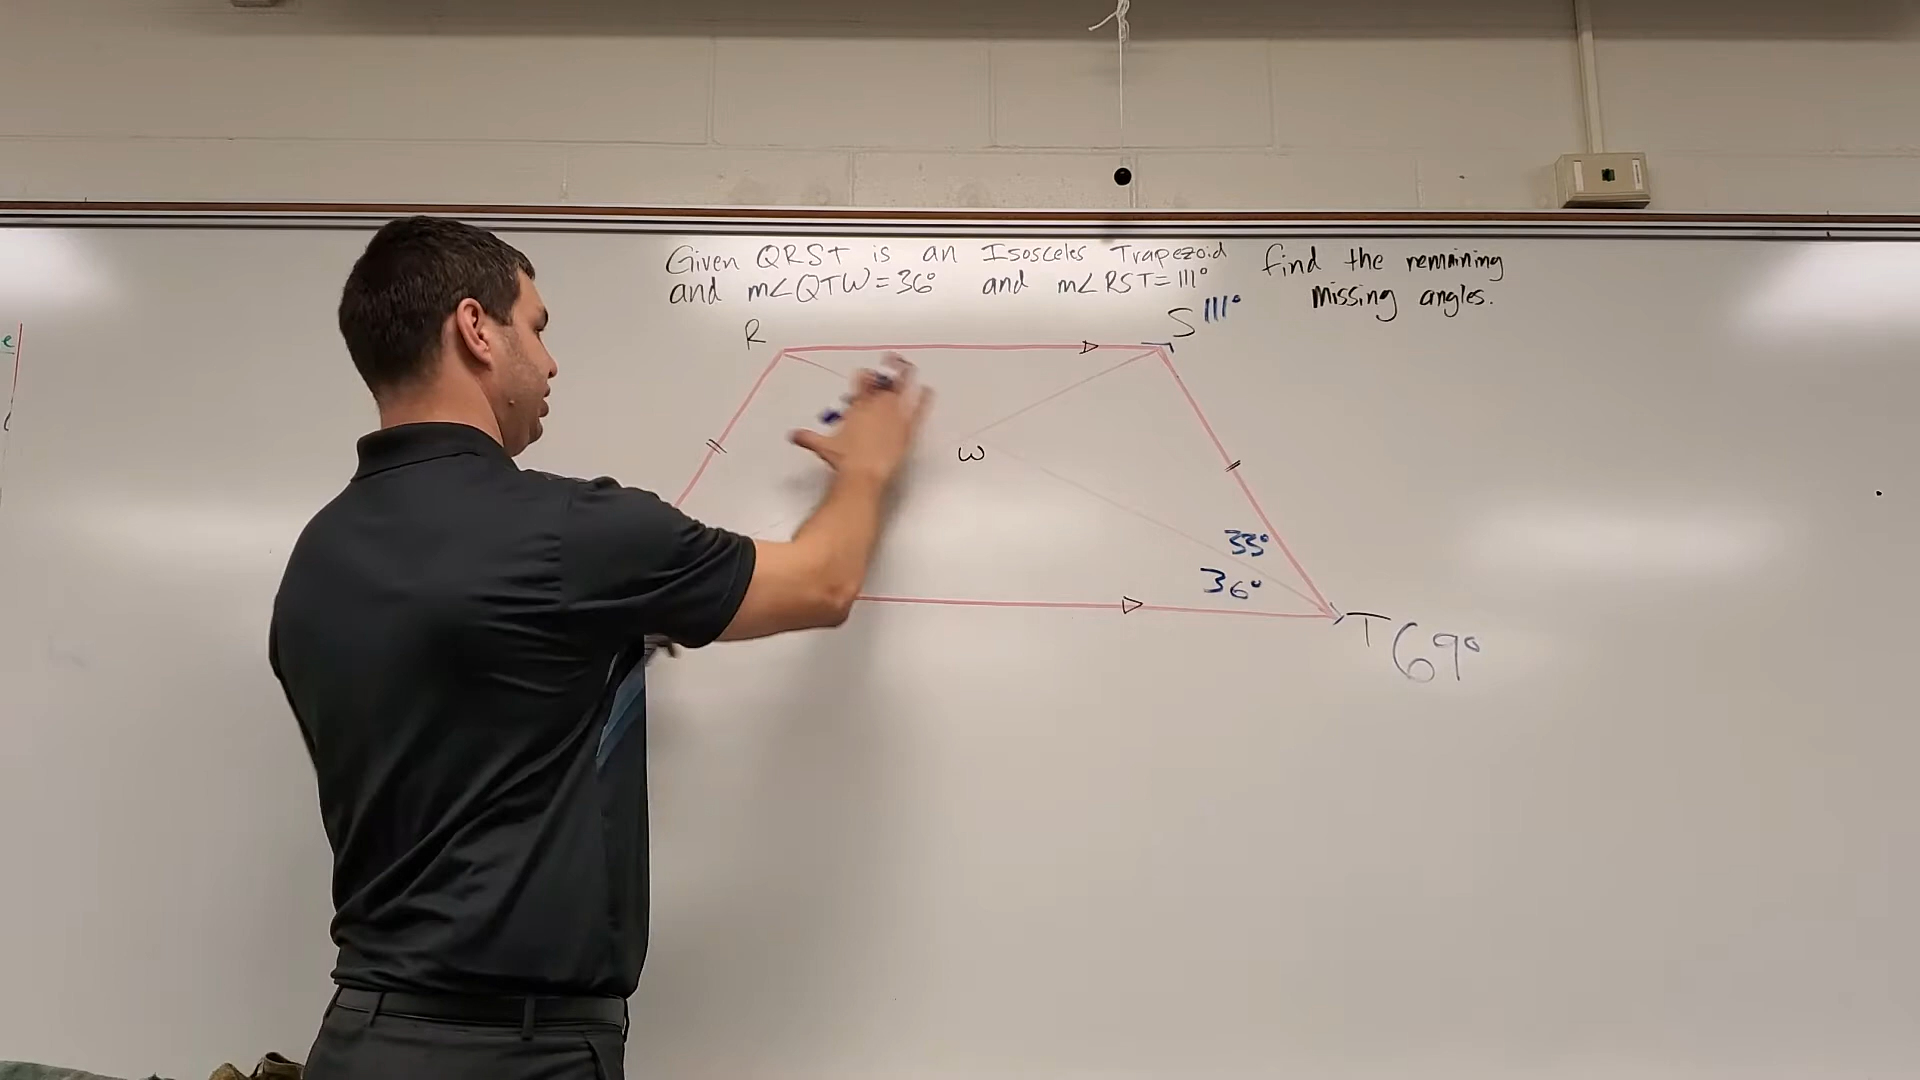 Given QRST is an Isosceles Trapezoid find the remaining
and m∠QTW=36° and m∠RST=111° missing angles.
R
S 111°
W
33°
36°
T 69°
e